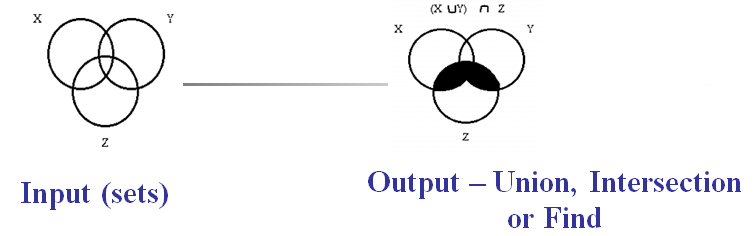 X Y
Z
Input (sets)
(X ∪Y) ∩ Z
X Y
Z
Output – Union, Intersection
or Find